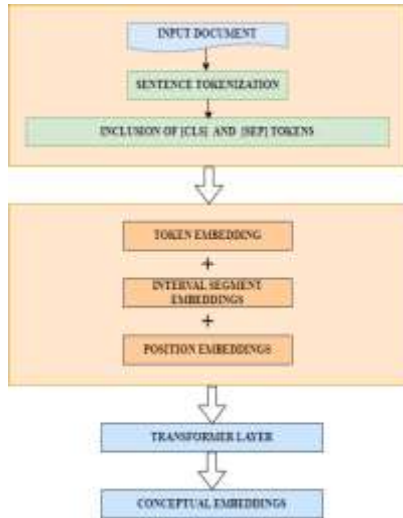 INPUT DOCUMENT
SENTENCE TOKENIZATION
INCLUSION OF [CLS] AND [SEP] TOKENS
TOKEN EMBEDDING
+
INTERVAL SEGMENT
EMBEDDINGS
+
POSITION EMBEDDINGS
TRANSFORMER LAYER
CONCEPTUAL EMBEDDINGS